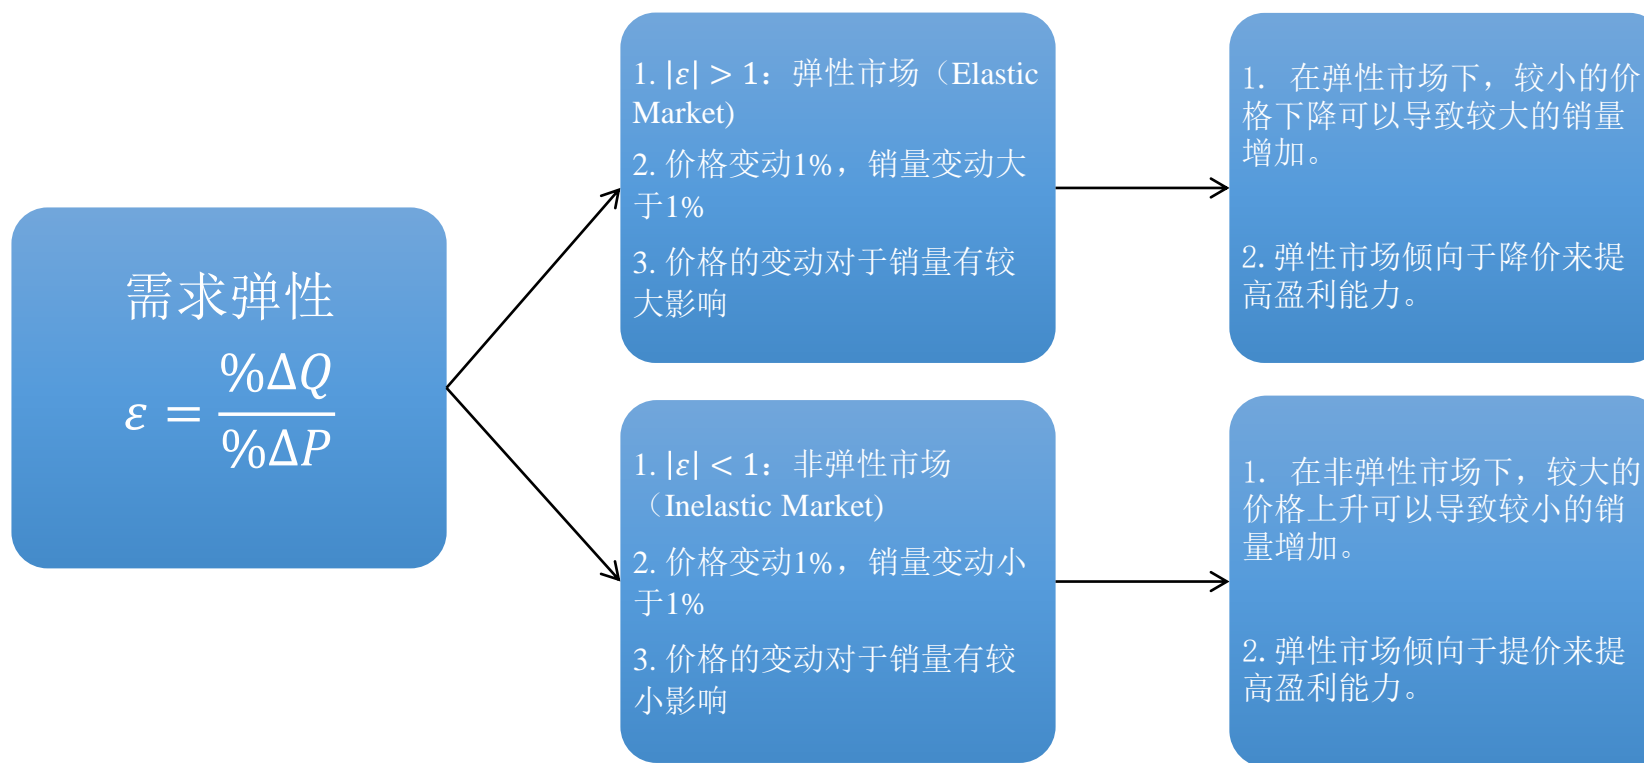 需求弹性
ε = %ΔQ / %ΔP
1. |ε| > 1：弹性市场（Elastic
Market)
2. 价格变动1%，销量变动大
于1%
3. 价格的变动对于销量有较
大影响
1. 在弹性市场下，较小的价
格下降可以导致较大的销量
增加。
2. 弹性市场倾向于降价来提
高盈利能力。
1. |ε| < 1：非弹性市场
（Inelastic Market)
2. 价格变动1%，销量变动小
于1%
3. 价格的变动对于销量有较
小影响
1. 在非弹性市场下，较大的
价格上升可以导致较小的销
量增加。
2. 弹性市场倾向于提价来提
高盈利能力。